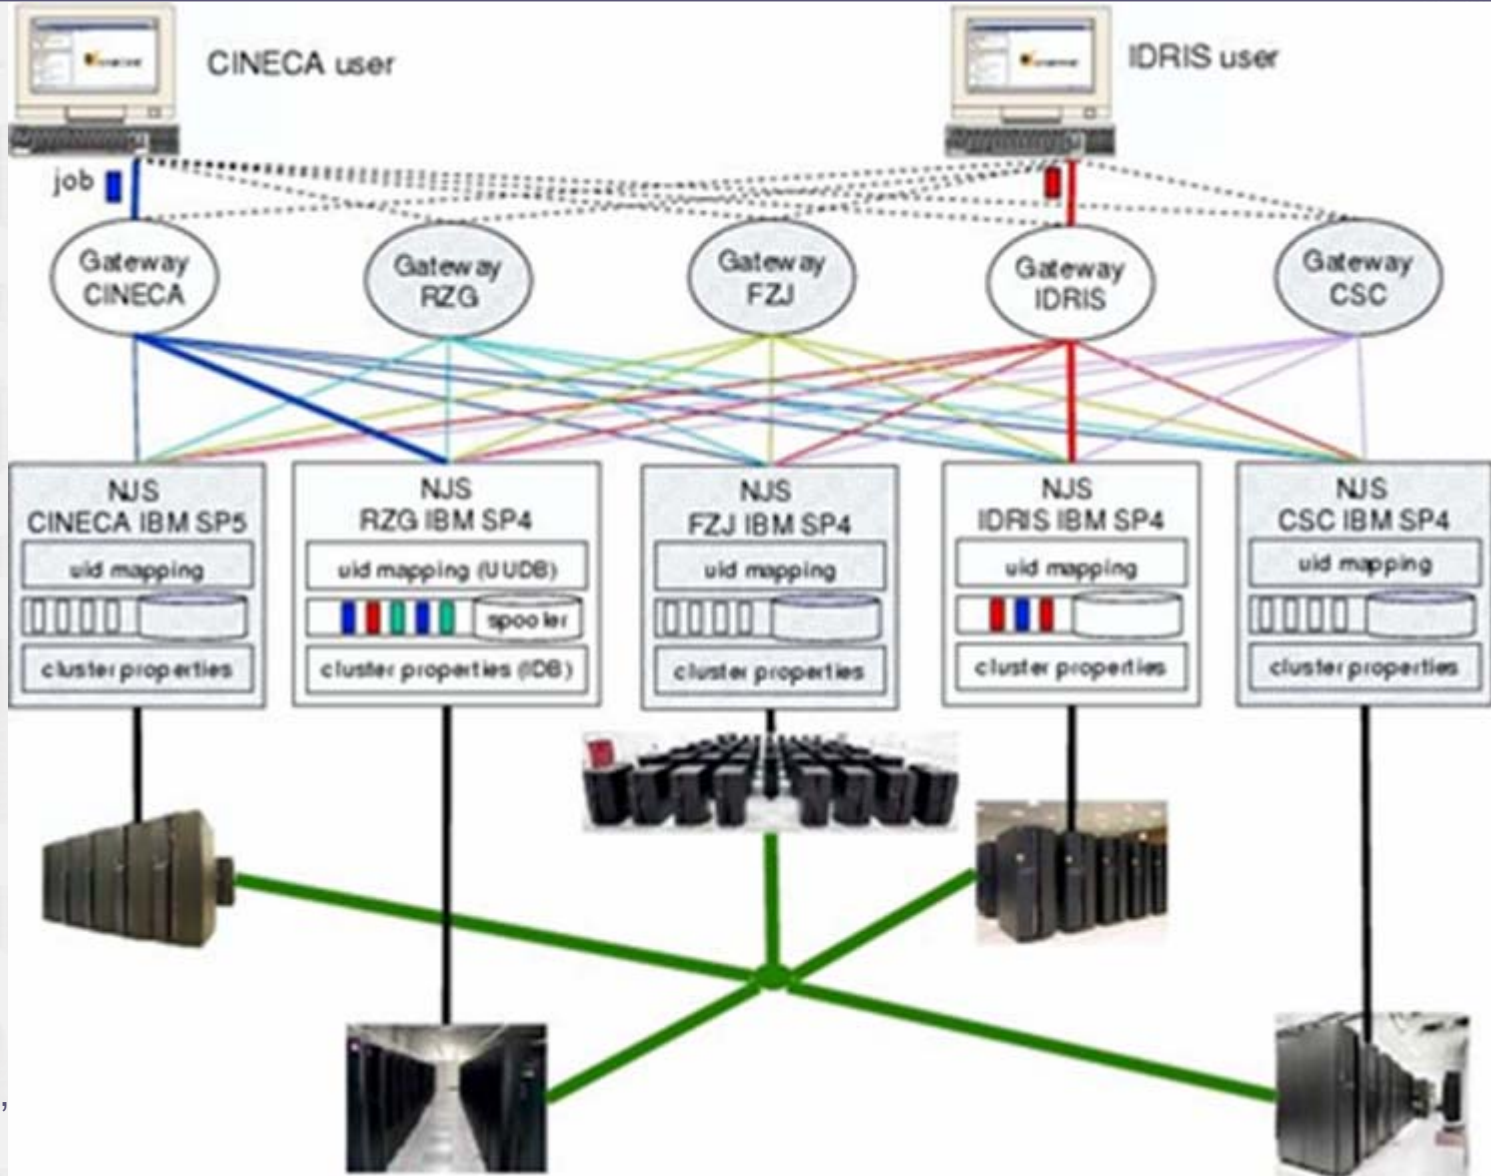 CINECA user
IDRIS user
job
Gateway
CINECA
Gateway
RZG
Gateway
FZJ
Gateway
IDRIS
Gateway
CSC
NJS
CINECA IBM SP5
uid mapping
cluster properties
NJS
RZG IBM SP4
uid mapping (UUDB)
spooler
cluster properties (IDB)
NJS
FZJ IBM SP4
uid mapping
cluster properties
NJS
IDRIS IBM SP4
uid mapping
cluster properties
NJS
CSC IBM SP4
uid mapping
cluster properties
,